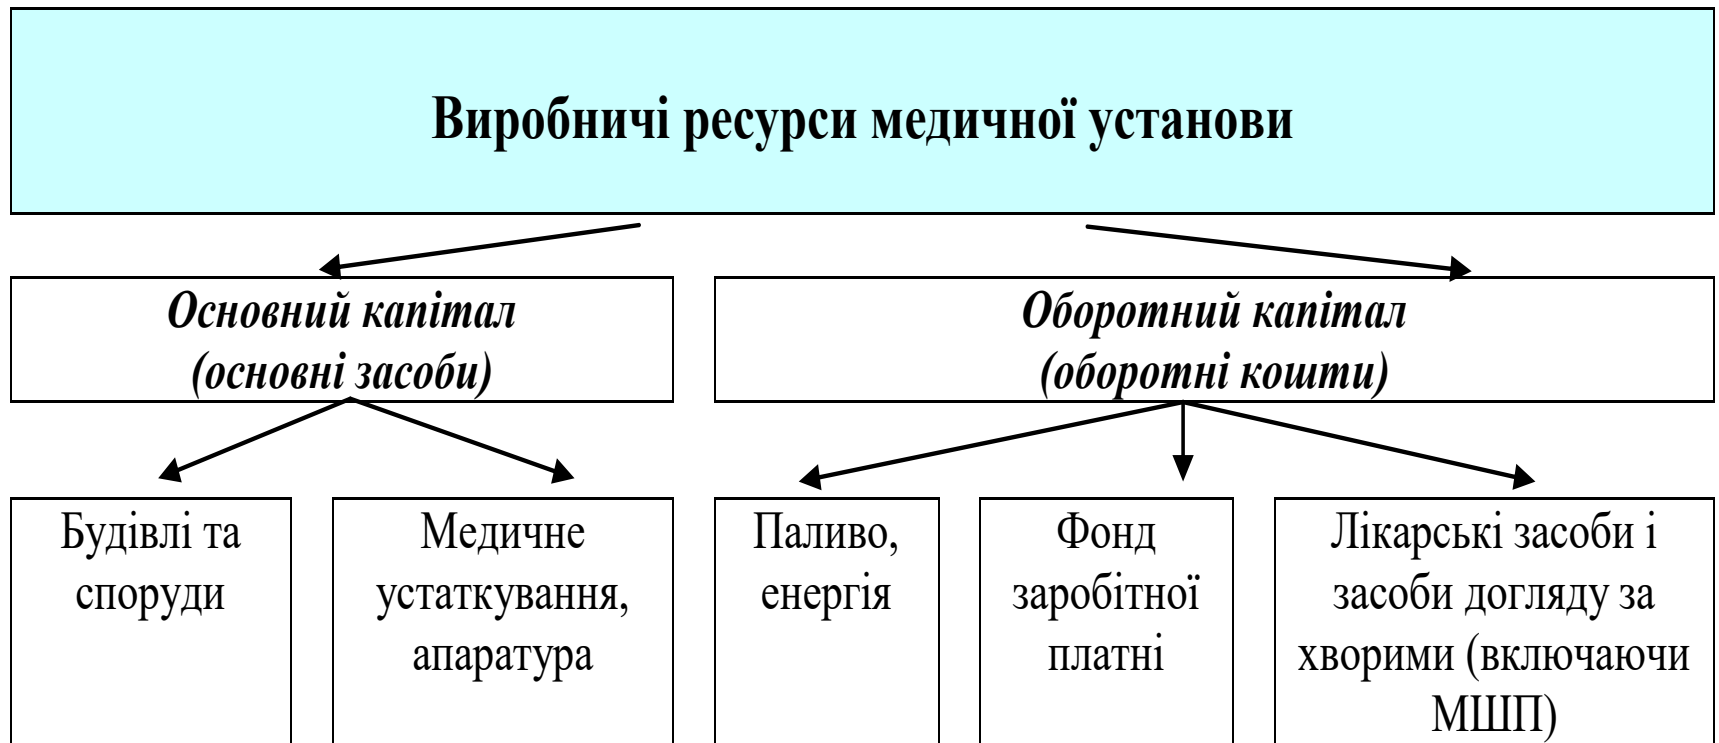 Виробничі ресурси медичної установи
Основний капітал
(основні засоби)
Оборотний капітал
(оборотні кошти)
Будівлі та
споруди
Медичне
устаткування,
апаратура
Паливо,
енергія
Фонд
заробітної
платні
Лікарські засоби і
засоби догляду за
хворими (включаючи
МШП)